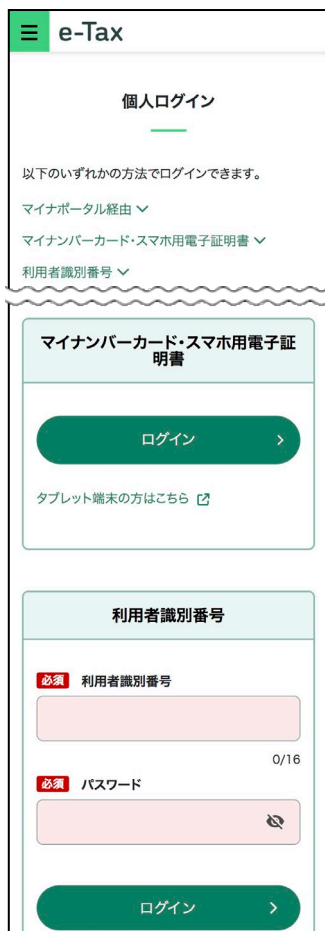 e-Tax
個人ログイン
以下のいずれかの方法でログインできます。
マイナポータル経由
マイナンバーカード・スマホ用電子証明書
利用者識別番号
マイナンバーカード・スマホ用電子証
明書
ログイン
タブレット端末の方はこちら
利用者識別番号
必須 利用者識別番号
0/16
必須 パスワード
ログイン